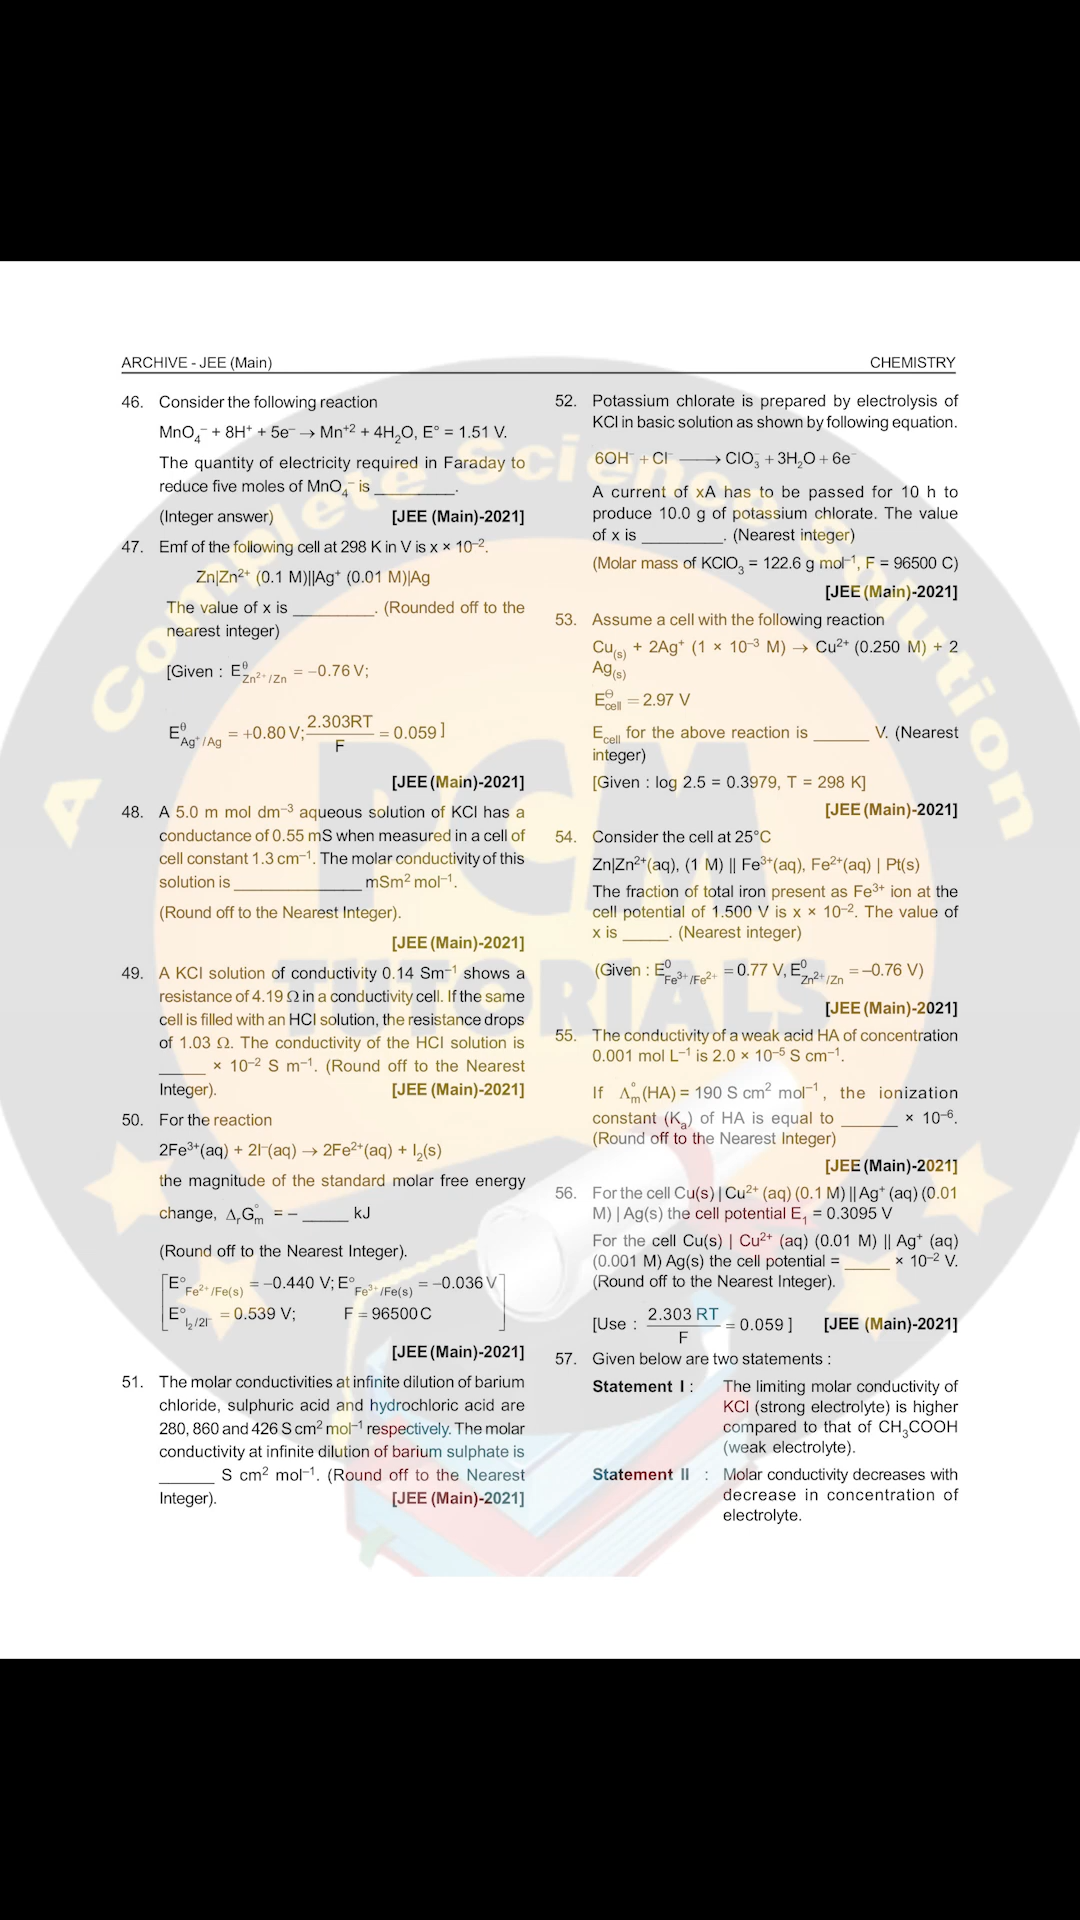 ARCHIVE - JEE (Main)
CHEMISTRY
46. Consider the following reaction
MnO₄⁻ + 8H⁺ + 5e⁻ → Mn⁺² + 4H₂O, E° = 1.51 V.
The quantity of electricity required in Faraday to
reduce five moles of MnO₄⁻ is ________.
(Integer answer) [JEE (Main)-2021]
47. Emf of the following cell at 298 K in V is x × 10⁻².
Zn|Zn²⁺ (0.1 M)||Ag⁺ (0.01 M)|Ag
The value of x is ________. (Rounded off to the
nearest integer)
[Given : E^θ_Zn²⁺/Zn = –0.76 V;
E^θ_Ag⁺/Ag = +0.80 V; 2.303RT/F = 0.059 ]
[JEE (Main)-2021]
48. A 5.0 m mol dm⁻³ aqueous solution of KCl has a
conductance of 0.55 mS when measured in a cell of
cell constant 1.3 cm⁻¹. The molar conductivity of this
solution is ____________ mSm² mol⁻¹.
(Round off to the Nearest Integer).
[JEE (Main)-2021]
49. A KCl solution of conductivity 0.14 Sm⁻¹ shows a
resistance of 4.19 Ω in a conductivity cell. If the same
cell is filled with an HCl solution, the resistance drops
of 1.03 Ω. The conductivity of the HCl solution is
_____ × 10⁻² S m⁻¹. (Round off to the Nearest
Integer). [JEE (Main)-2021]
50. For the reaction
2Fe³⁺(aq) + 2I⁻(aq) → 2Fe²⁺(aq) + I₂(s)
the magnitude of the standard molar free energy
change, ΔᵣG°ₘ = – _____ kJ
(Round off to the Nearest Integer).
[E°_Fe²⁺/Fe(s) = –0.440 V; E°_Fe³⁺/Fe(s) = –0.036 V
E°_I₂/2I⁻ = 0.539 V; F = 96500 C]
[JEE (Main)-2021]
51. The molar conductivities at infinite dilution of barium
chloride, sulphuric acid and hydrochloric acid are
280, 860 and 426 S cm² mol⁻¹ respectively. The molar
conductivity at infinite dilution of barium sulphate is
______ S cm² mol⁻¹. (Round off to the Nearest
Integer). [JEE (Main)-2021]
52. Potassium chlorate is prepared by electrolysis of
KCl in basic solution as shown by following equation.
6OH⁻ + Cl⁻ ⟶ ClO₃⁻ + 3H₂O + 6e⁻
A current of xA has to be passed for 10 h to
produce 10.0 g of potassium chlorate. The value
of x is ________. (Nearest integer)
(Molar mass of KClO₃ = 122.6 g mol⁻¹, F = 96500 C)
[JEE (Main)-2021]
53. Assume a cell with the following reaction
Cu₍ₛ₎ + 2Ag⁺ (1 × 10⁻³ M) → Cu²⁺ (0.250 M) + 2
Ag₍ₛ₎
E^⊖_cell = 2.97 V
E_cell for the above reaction is ______ V. (Nearest
integer)
[Given : log 2.5 = 0.3979, T = 298 K]
[JEE (Main)-2021]
54. Consider the cell at 25°C
Zn|Zn²⁺(aq), (1 M) || Fe³⁺(aq), Fe²⁺(aq) | Pt(s)
The fraction of total iron present as Fe³⁺ ion at the
cell potential of 1.500 V is x × 10⁻². The value of
x is _____. (Nearest integer)
(Given : E⁰_Fe³⁺/Fe²⁺ = 0.77 V, E⁰_Zn²⁺/Zn = –0.76 V)
[JEE (Main)-2021]
55. The conductivity of a weak acid HA of concentration
0.001 mol L⁻¹ is 2.0 × 10⁻⁵ S cm⁻¹.
If Λ°ₘ(HA) = 190 S cm² mol⁻¹, the ionization
constant (Kₐ) of HA is equal to ______ × 10⁻⁶.
(Round off to the Nearest Integer)
[JEE (Main)-2021]
56. For the cell Cu(s) | Cu²⁺ (aq) (0.1 M) || Ag⁺ (aq) (0.01
M) | Ag(s) the cell potential E₁ = 0.3095 V
For the cell Cu(s) | Cu²⁺ (aq) (0.01 M) || Ag⁺ (aq)
(0.001 M) Ag(s) the cell potential = _____ × 10⁻² V.
(Round off to the Nearest Integer).
[Use : 2.303 RT/F = 0.059 ] [JEE (Main)-2021]
57. Given below are two statements :
Statement I : The limiting molar conductivity of
KCl (strong electrolyte) is higher
compared to that of CH₃COOH
(weak electrolyte).
Statement II : Molar conductivity decreases with
decrease in concentration of
electrolyte.
A Complete Science Solution
PCM
TUTORIALS